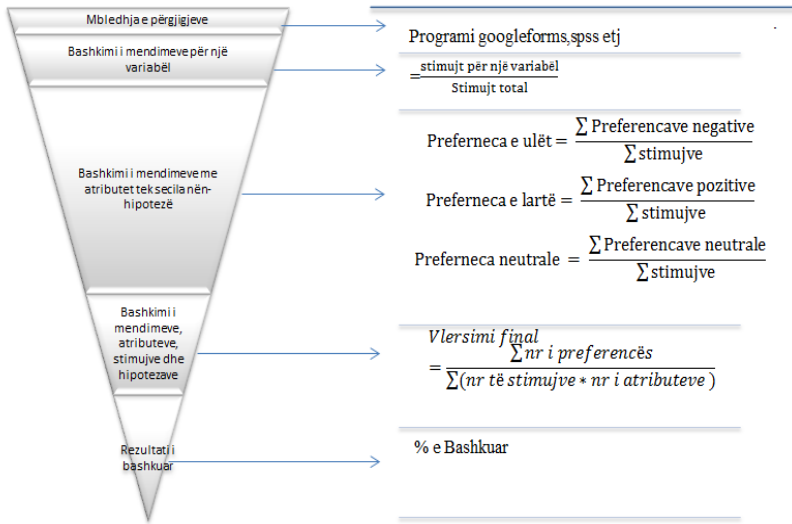 Mbledhja e përgjigjeve
Bashkimi i mendimeve për një
variabël
Bashkimi i mendimeve me
atributet tek secila nën-
hipotezë
Bashkimi i
mendimeve,
atributeve,
stimujve dhe
hipotezave
Rezultati i
bashkuar
Programi googleforms,spss etj
=stimujt për një variabël
Stimujt total
Preferneca e ulët = ∑ Preferencave negative
∑ stimujve
Preferneca e lartë = ∑ Preferencave pozitive
∑ stimujve
Preferneca neutrale = ∑ Preferencave neutrale
∑ stimujve
Vlersimi final
= ∑ nr i preferencës
∑(nr të stimujve * nr i atributeve )
% e Bashkuar